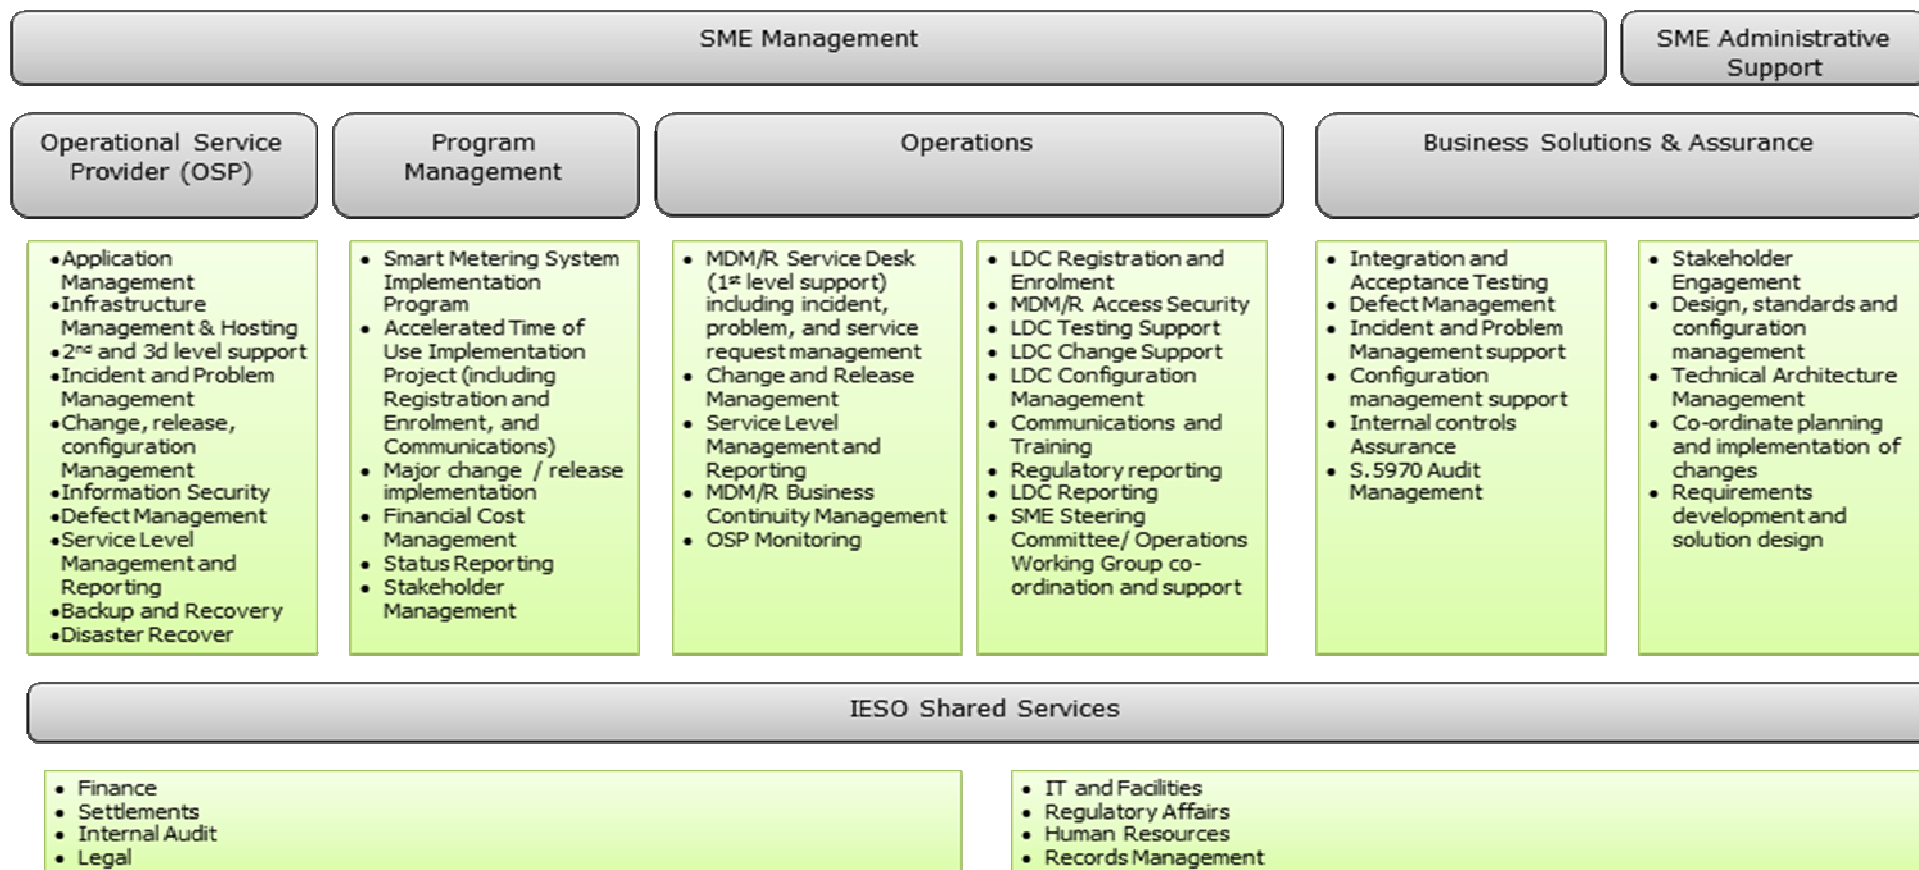 SME Management
SME Administrative
Support
Operational Service
Provider (OSP)
Program
Management
Operations
Business Solutions & Assurance
•Application
Management
•Infrastructure
Management & Hosting
•2nd and 3d level support
•Incident and Problem
Management
•Change, release,
configuration
Management
•Information Security
•Defect Management
•Service Level
Management and
Reporting
•Backup and Recovery
•Disaster Recover
• Smart Metering System
Implementation
Program
• Accelerated Time of
Use Implementation
Project (including
Registration and
Enrolment, and
Communications)
• Major change / release
implementation
• Financial Cost
Management
• Status Reporting
• Stakeholder
Management
• MDM/R Service Desk
(1st level support)
including incident,
problem, and service
request management
• Change and Release
Management
• Service Level
Management and
Reporting
• MDM/R Business
Continuity Management
• OSP Monitoring
• LDC Registration and
Enrolment
• MDM/R Access Security
• LDC Testing Support
• LDC Change Support
• LDC Configuration
Management
• Communications and
Training
• Regulatory reporting
• LDC Reporting
• SME Steering
Committee/ Operations
Working Group co-
ordination and support
• Integration and
Acceptance Testing
• Defect Management
• Incident and Problem
Management support
• Configuration
management support
• Internal controls
Assurance
• S.5970 Audit
Management
• Stakeholder
Engagement
• Design, standards and
configuration
management
• Technical Architecture
Management
• Co-ordinate planning
and implementation of
changes
• Requirements
development and
solution design
IESO Shared Services
• Finance
• Settlements
• Internal Audit
• Legal
• IT and Facilities
• Regulatory Affairs
• Human Resources
• Records Management